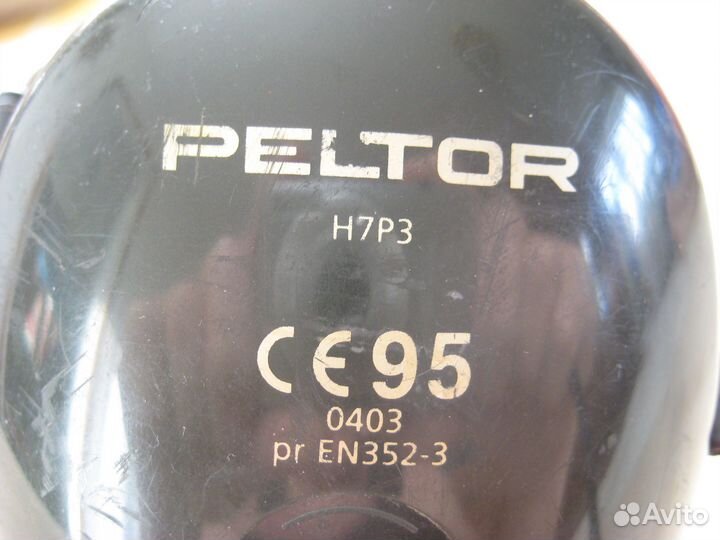 PELTOR
H7P3
CE95
0403
pr EN352-3
Avito